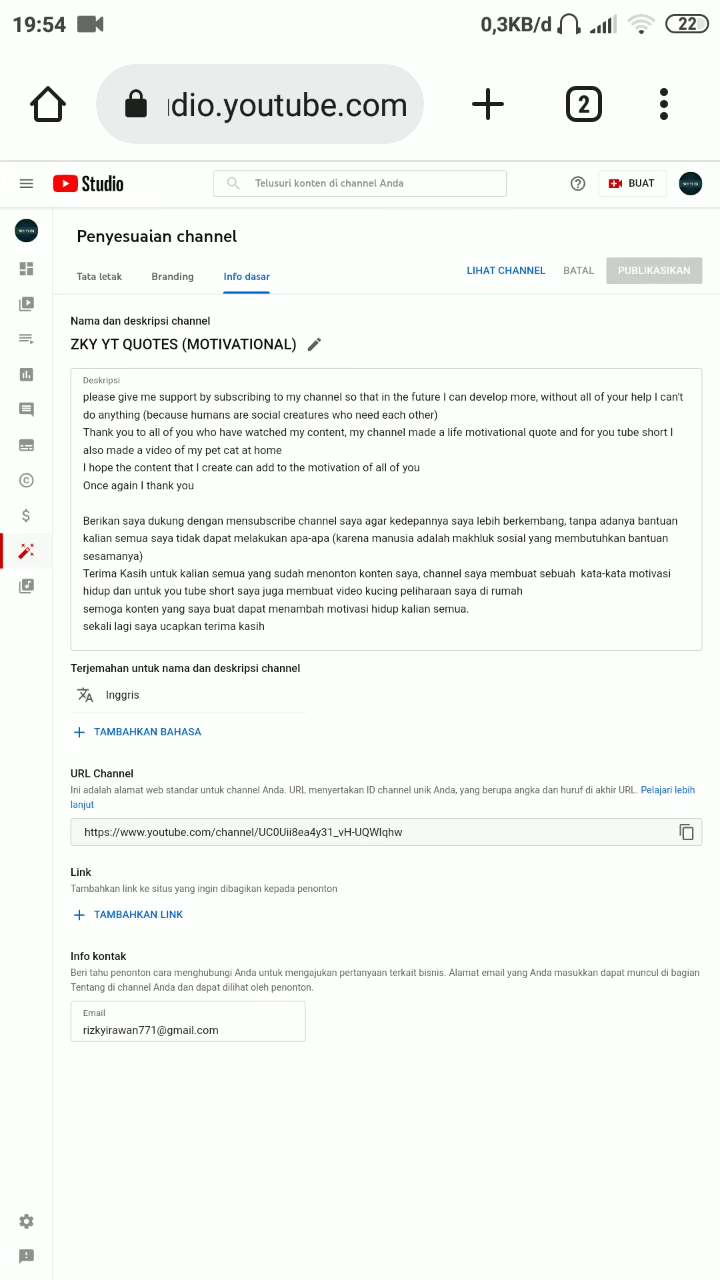 19:54
0,3KB/d
22
dio.youtube.com
2
Studio
Telusuri konten di channel Anda
BUAT
Penyesuaian channel
Tata letak
Branding
Info dasar
LIHAT CHANNEL
BATAL
PUBLIKASIKAN
Nama dan deskripsi channel
ZKY YT QUOTES (MOTIVATIONAL)
Deskripsi
please give me support by subscribing to my channel so that in the future I can develop more, without all of your help I can't
do anything (because humans are social creatures who need each other)
Thank you to all of you who have watched my content, my channel made a life motivational quote and for you tube short I
also made a video of my pet cat at home
I hope the content that I create can add to the motivation of all of you
Once again I thank you
Berikan saya dukung dengan mensubscribe channel saya agar kedepannya saya lebih berkembang, tanpa adanya bantuan
kalian semua saya tidak dapat melakukan apa-apa (karena manusia adalah makhluk sosial yang membutuhkan bantuan
sesamanya)
Terima Kasih untuk kalian semua yang sudah menonton konten saya, channel saya membuat sebuah kata-kata motivasi
hidup dan untuk you tube short saya juga membuat video kucing peliharaan saya di rumah
semoga konten yang saya buat dapat menambah motivasi hidup kalian semua.
sekali lagi saya ucapkan terima kasih
Terjemahan untuk nama dan deskripsi channel
Inggris
TAMBAHKAN BAHASA
URL Channel
Ini adalah alamat web standar untuk channel Anda. URL menyertakan ID channel unik Anda, yang berupa angka dan huruf di akhir URL. Pelajari lebih
lanjut
https://www.youtube.com/channel/UC0Uii8ea4y31_vH-UQWIqhw
Link
Tambahkan link ke situs yang ingin dibagikan kepada penonton
TAMBAHKAN LINK
Info kontak
Beri tahu penonton cara menghubungi Anda untuk mengajukan pertanyaan terkait bisnis. Alamat email yang Anda masukkan dapat muncul di bagian
Tentang di channel Anda dan dapat dilihat oleh penonton.
Email
rizkyirawan771@gmail.com